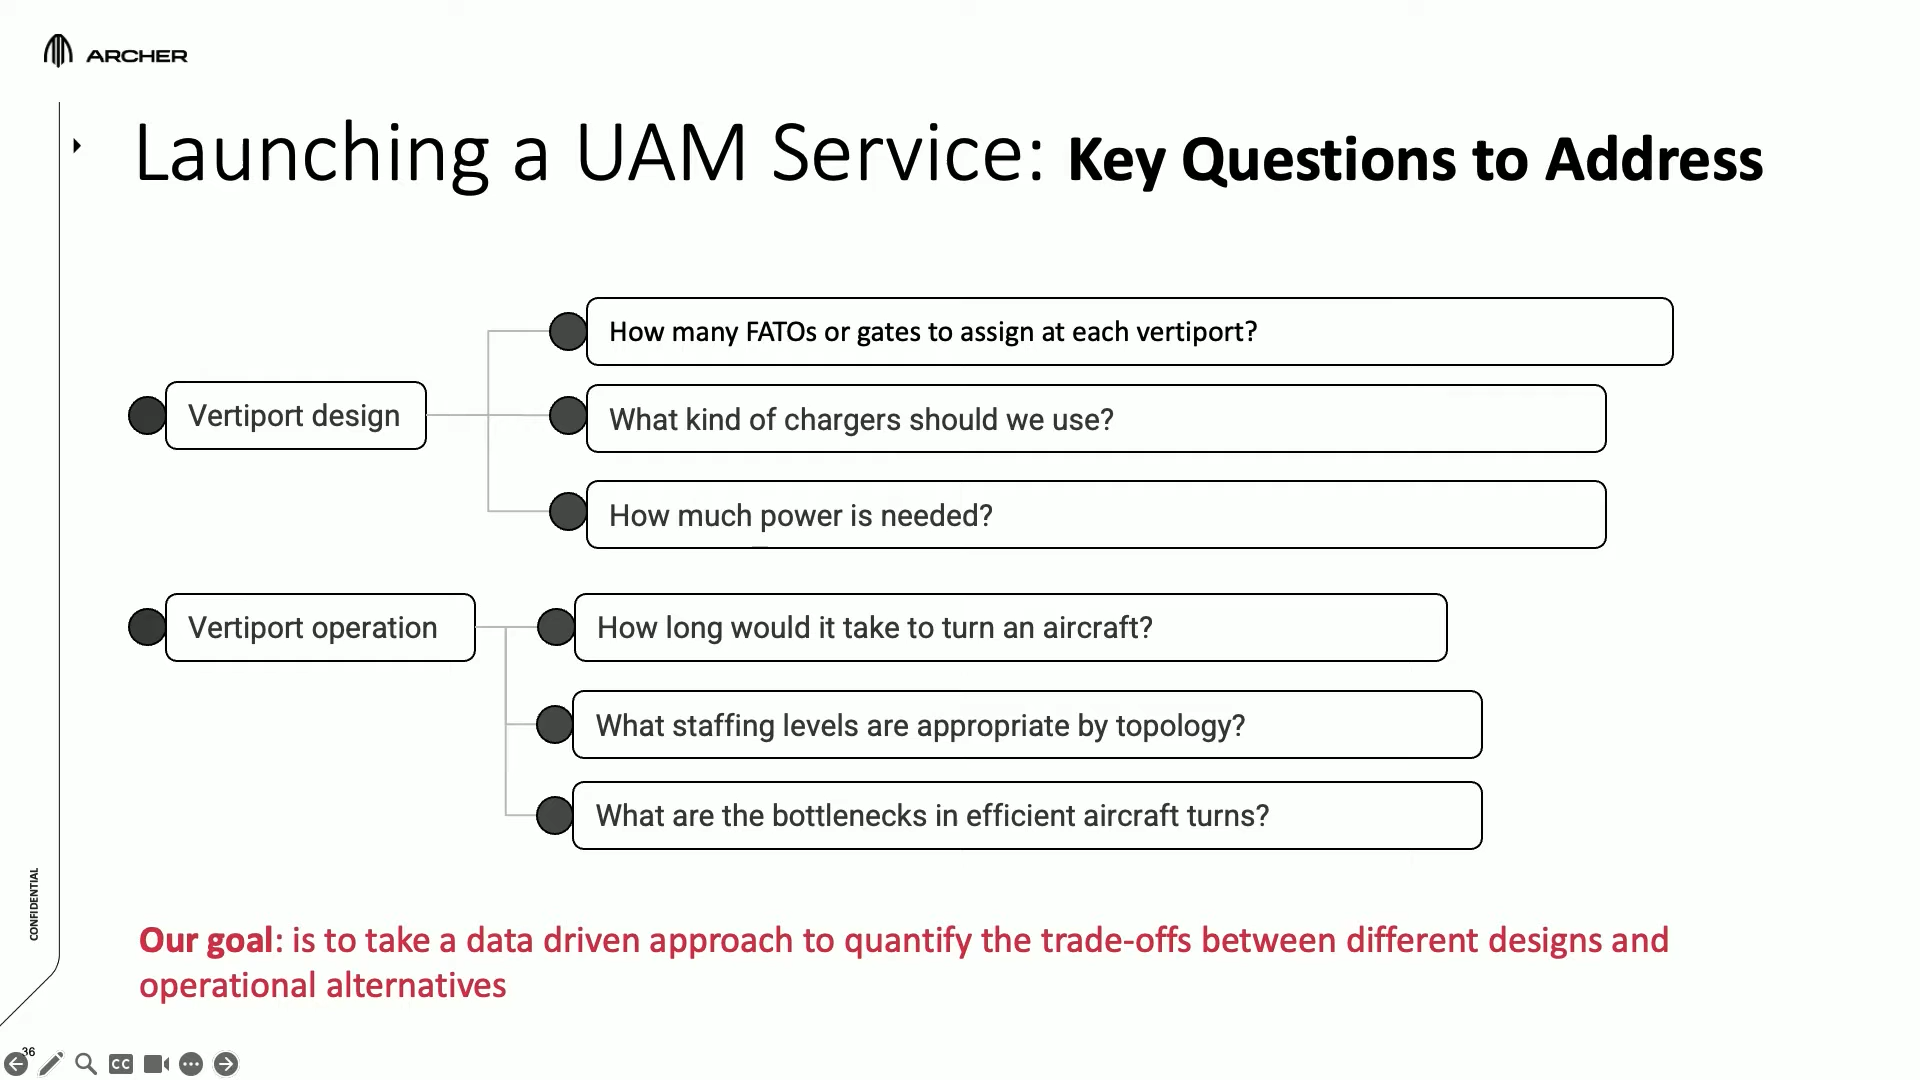 ARCHER
Launching a UAM Service: Key Questions to Address
Vertiport design
How many FATOs or gates to assign at each vertiport?
What kind of chargers should we use?
How much power is needed?
Vertiport operation
How long would it take to turn an aircraft?
What staffing levels are appropriate by topology?
What are the bottlenecks in efficient aircraft turns?
CONFIDENTIAL
Our goal: is to take a data driven approach to quantify the trade-offs between different designs and
operational alternatives
36
CC